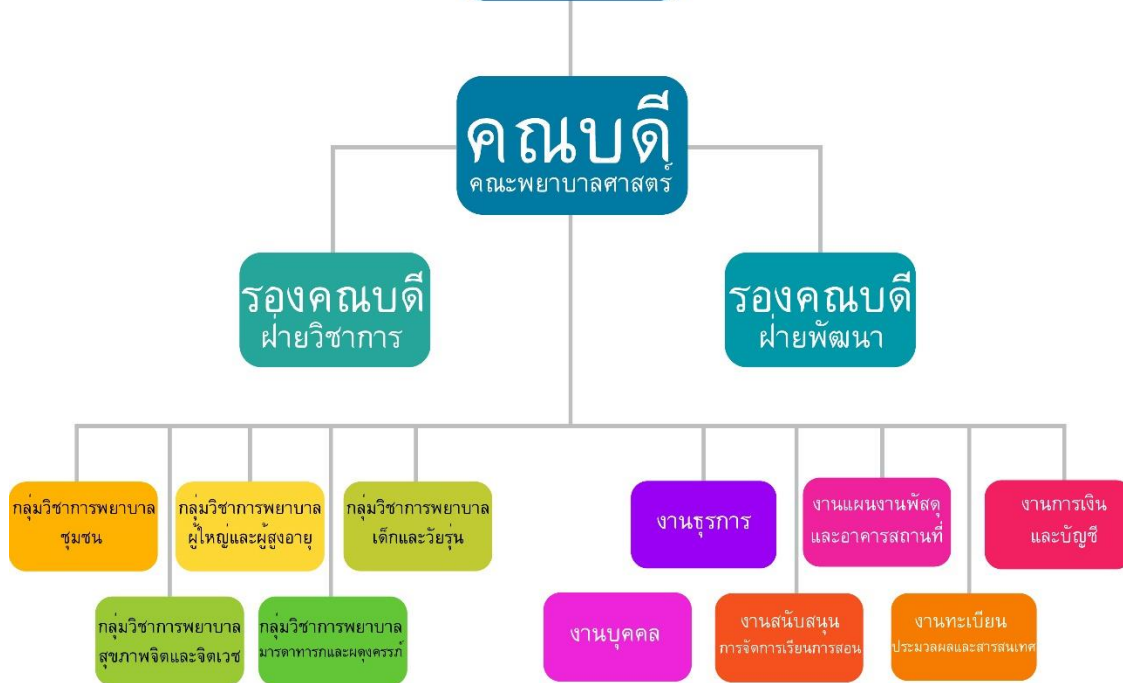 คณบดี
คณะพยาบาลศาสตร์
รองคณบดี
ฝ่ายวิชาการ
รองคณบดี
ฝ่ายพัฒนา
กลุ่มวิชาการพยาบาล
ชุมชน
กลุ่มวิชาการพยาบาล
ผู้ใหญ่และผู้สูงอายุ
กลุ่มวิชาการพยาบาล
เด็กและวัยรุ่น
งานธุรการ
งานแผนงานพัสดุ
และอาคารสถานที่
งานการเงิน
และบัญชี
กลุ่มวิชาการพยาบาล
สุขภาพจิตและจิตเวช
กลุ่มวิชาการพยาบาล
มารดาทารกและผดุงครรภ์
งานบุคคล
งานสนับสนุน
การจัดการเรียนการสอน
งานทะเบียน
ประมวลผลและสารสนเทศ